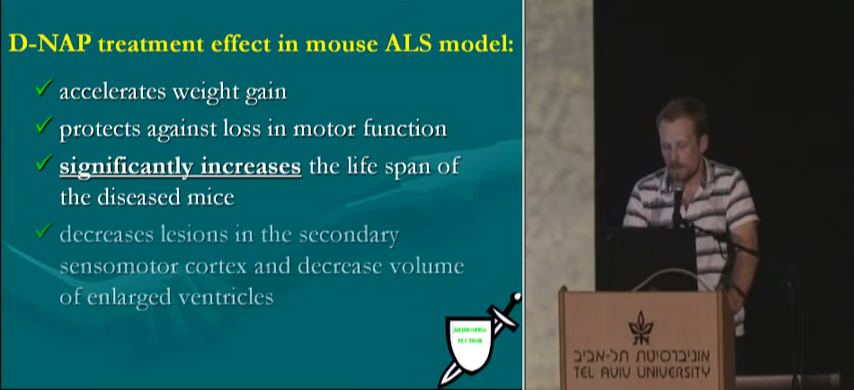 D-NAP treatment effect in mouse ALS model:
accelerates weight gain
protects against loss in motor function
significantly increases the life span of
the diseased mice
decreases lesions in the secondary
sensomotor cortex and decrease volume
of enlarged ventricles
NEUROPRO
TECTION
אוניברסיטת תל-אביב
TEL AVIV UNIVERSITY